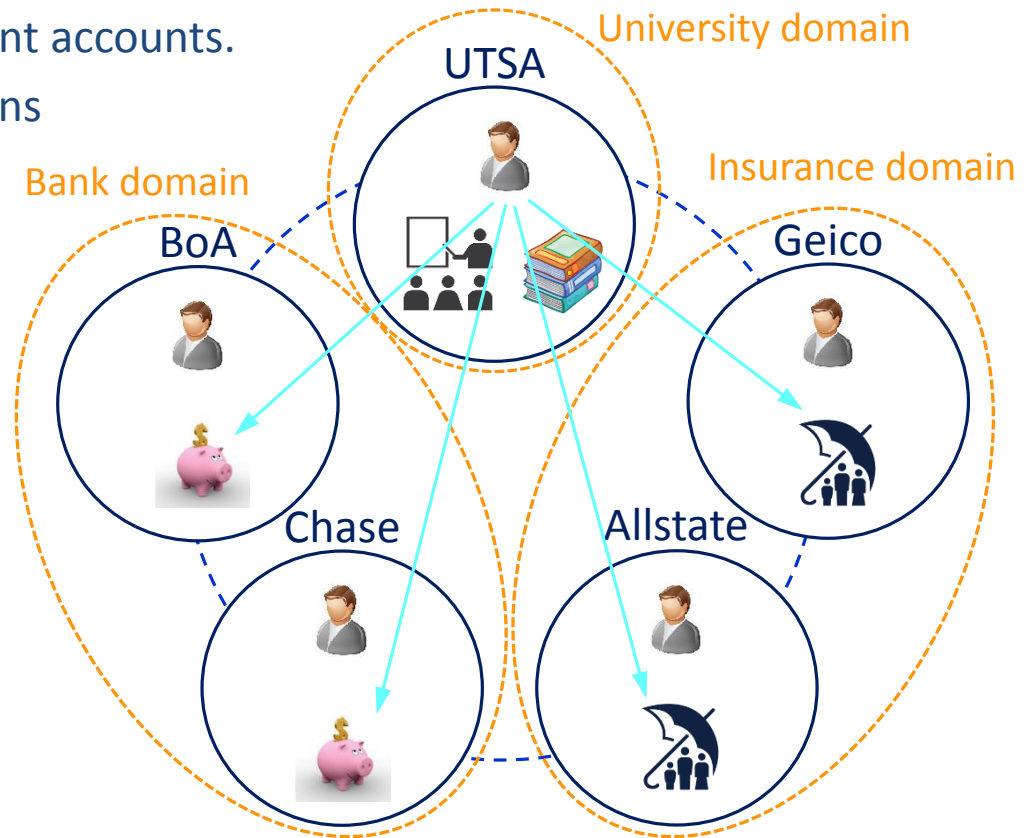 nt accounts.
University domain
UTSA
ns
Bank domain
Insurance domain
BoA
Geico
Chase
Allstate